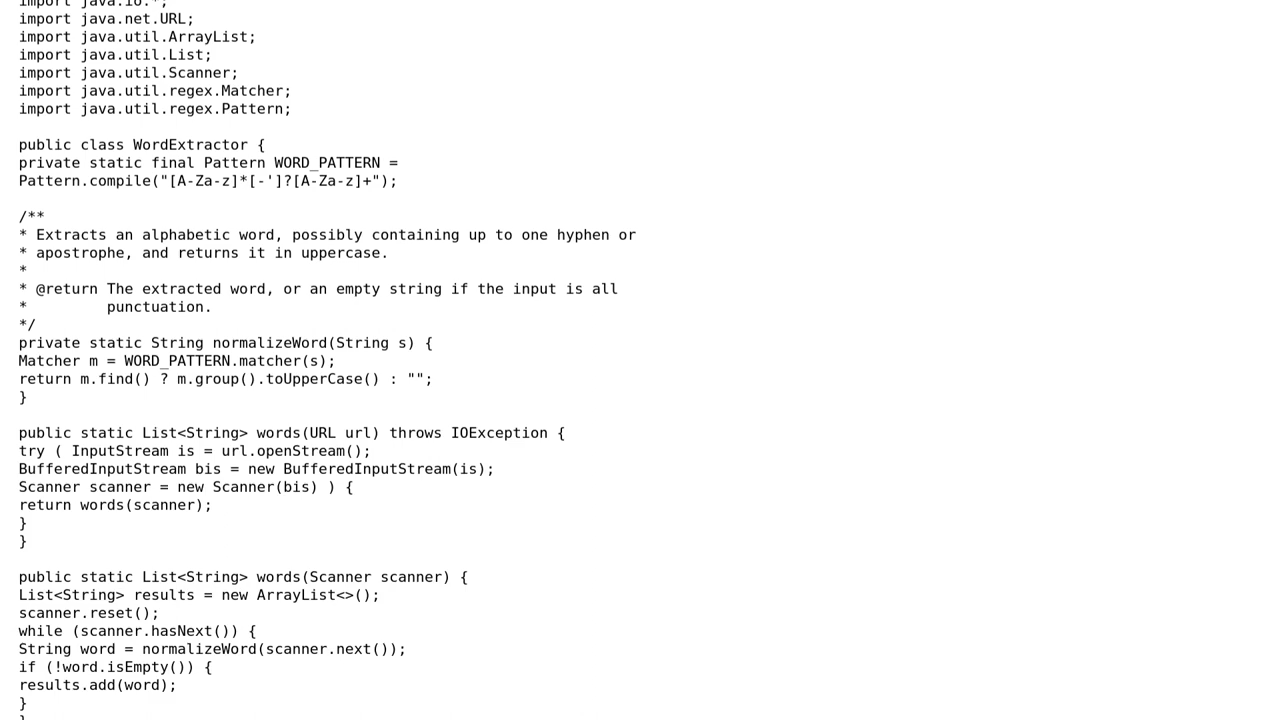 import java.io.*;
import java.net.URL;
import java.util.ArrayList;
import java.util.List;
import java.util.Scanner;
import java.util.regex.Matcher;
import java.util.regex.Pattern;

public class WordExtractor {
private static final Pattern WORD_PATTERN =
Pattern.compile("[A-Za-z]*[-']?[A-Za-z]+");

/**
* Extracts an alphabetic word, possibly containing up to one hyphen or
* apostrophe, and returns it in uppercase.
*
* @return The extracted word, or an empty string if the input is all
*         punctuation.
*/
private static String normalizeWord(String s) {
Matcher m = WORD_PATTERN.matcher(s);
return m.find() ? m.group().toUpperCase() : "";
}

public static List<String> words(URL url) throws IOException {
try ( InputStream is = url.openStream();
BufferedInputStream bis = new BufferedInputStream(is);
Scanner scanner = new Scanner(bis) ) {
return words(scanner);
}
}

public static List<String> words(Scanner scanner) {
List<String> results = new ArrayList<>();
scanner.reset();
while (scanner.hasNext()) {
String word = normalizeWord(scanner.next());
if (!word.isEmpty()) {
results.add(word);
}
}